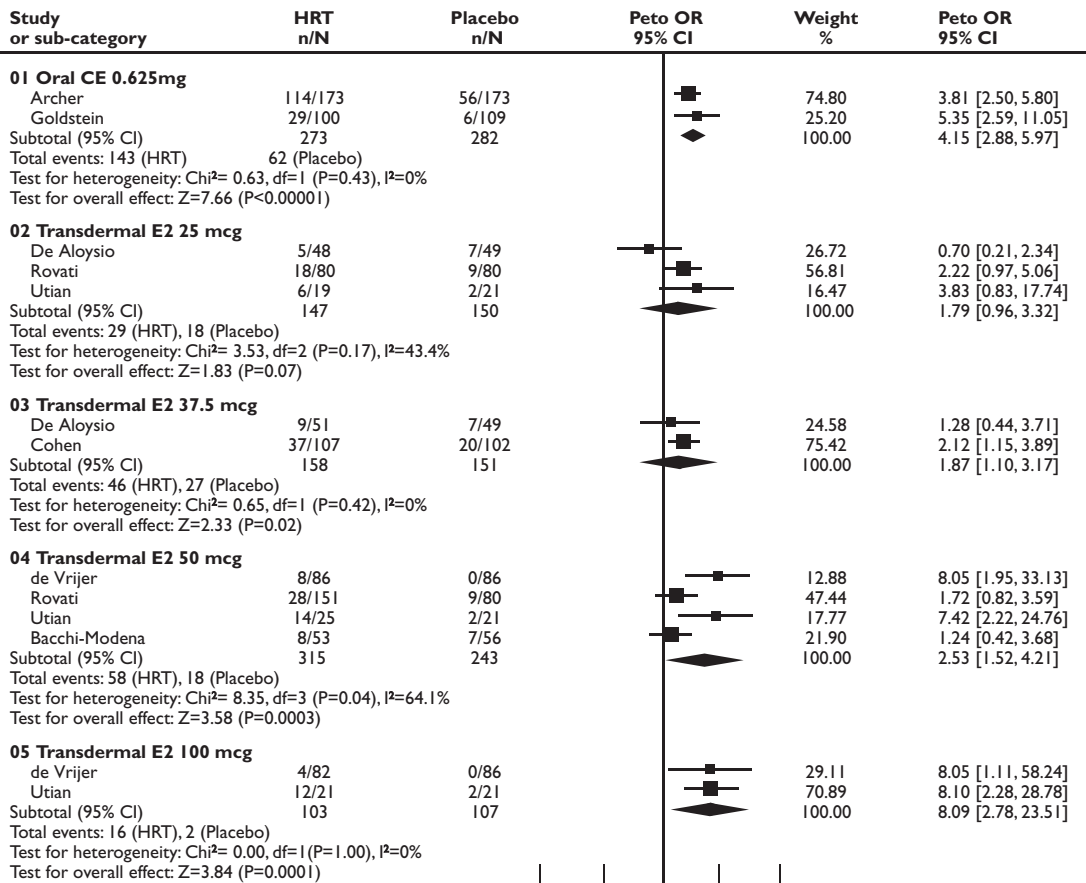 Study HRT Placebo Peto OR Weight Peto OR
or sub-category n/N n/N 95% CI % 95% CI
01 Oral CE 0.625mg
Archer 114/173 56/173 74.80 3.81 [2.50, 5.80]
Goldstein 29/100 6/109 25.20 5.35 [2.59, 11.05]
Subtotal (95% CI) 273 282 100.00 4.15 [2.88, 5.97]
Total events: 143 (HRT) 62 (Placebo)
Test for heterogeneity: Chi²= 0.63, df=1 (P=0.43), I²=0%
Test for overall effect: Z=7.66 (P<0.00001)
02 Transdermal E2 25 mcg
De Aloysio 5/48 7/49 26.72 0.70 [0.21, 2.34]
Rovati 18/80 9/80 56.81 2.22 [0.97, 5.06]
Utian 6/19 2/21 16.47 3.83 [0.83, 17.74]
Subtotal (95% CI) 147 150 100.00 1.79 [0.96, 3.32]
Total events: 29 (HRT), 18 (Placebo)
Test for heterogeneity: Chi²= 3.53, df=2 (P=0.17), I²=43.4%
Test for overall effect: Z=1.83 (P=0.07)
03 Transdermal E2 37.5 mcg
De Aloysio 9/51 7/49 24.58 1.28 [0.44, 3.71]
Cohen 37/107 20/102 75.42 2.12 [1.15, 3.89]
Subtotal (95% CI) 158 151 100.00 1.87 [1.10, 3.17]
Total events: 46 (HRT), 27 (Placebo)
Test for heterogeneity: Chi²= 0.65, df=1 (P=0.42), I²=0%
Test for overall effect: Z=2.33 (P=0.02)
04 Transdermal E2 50 mcg
de Vrijer 8/86 0/86 12.88 8.05 [1.95, 33.13]
Rovati 28/151 9/80 47.44 1.72 [0.82, 3.59]
Utian 14/25 2/21 17.77 7.42 [2.22, 24.76]
Bacchi-Modena 8/53 7/56 21.90 1.24 [0.42, 3.68]
Subtotal (95% CI) 315 243 100.00 2.53 [1.52, 4.21]
Total events: 58 (HRT), 18 (Placebo)
Test for heterogeneity: Chi²= 8.35, df=3 (P=0.04), I²=64.1%
Test for overall effect: Z=3.58 (P=0.0003)
05 Transdermal E2 100 mcg
de Vrijer 4/82 0/86 29.11 8.05 [1.11, 58.24]
Utian 12/21 2/21 70.89 8.10 [2.28, 28.78]
Subtotal (95% CI) 103 107 100.00 8.09 [2.78, 23.51]
Total events: 16 (HRT), 2 (Placebo)
Test for heterogeneity: Chi²= 0.00, df=1(P=1.00), I²=0%
Test for overall effect: Z=3.84 (P=0.0001)